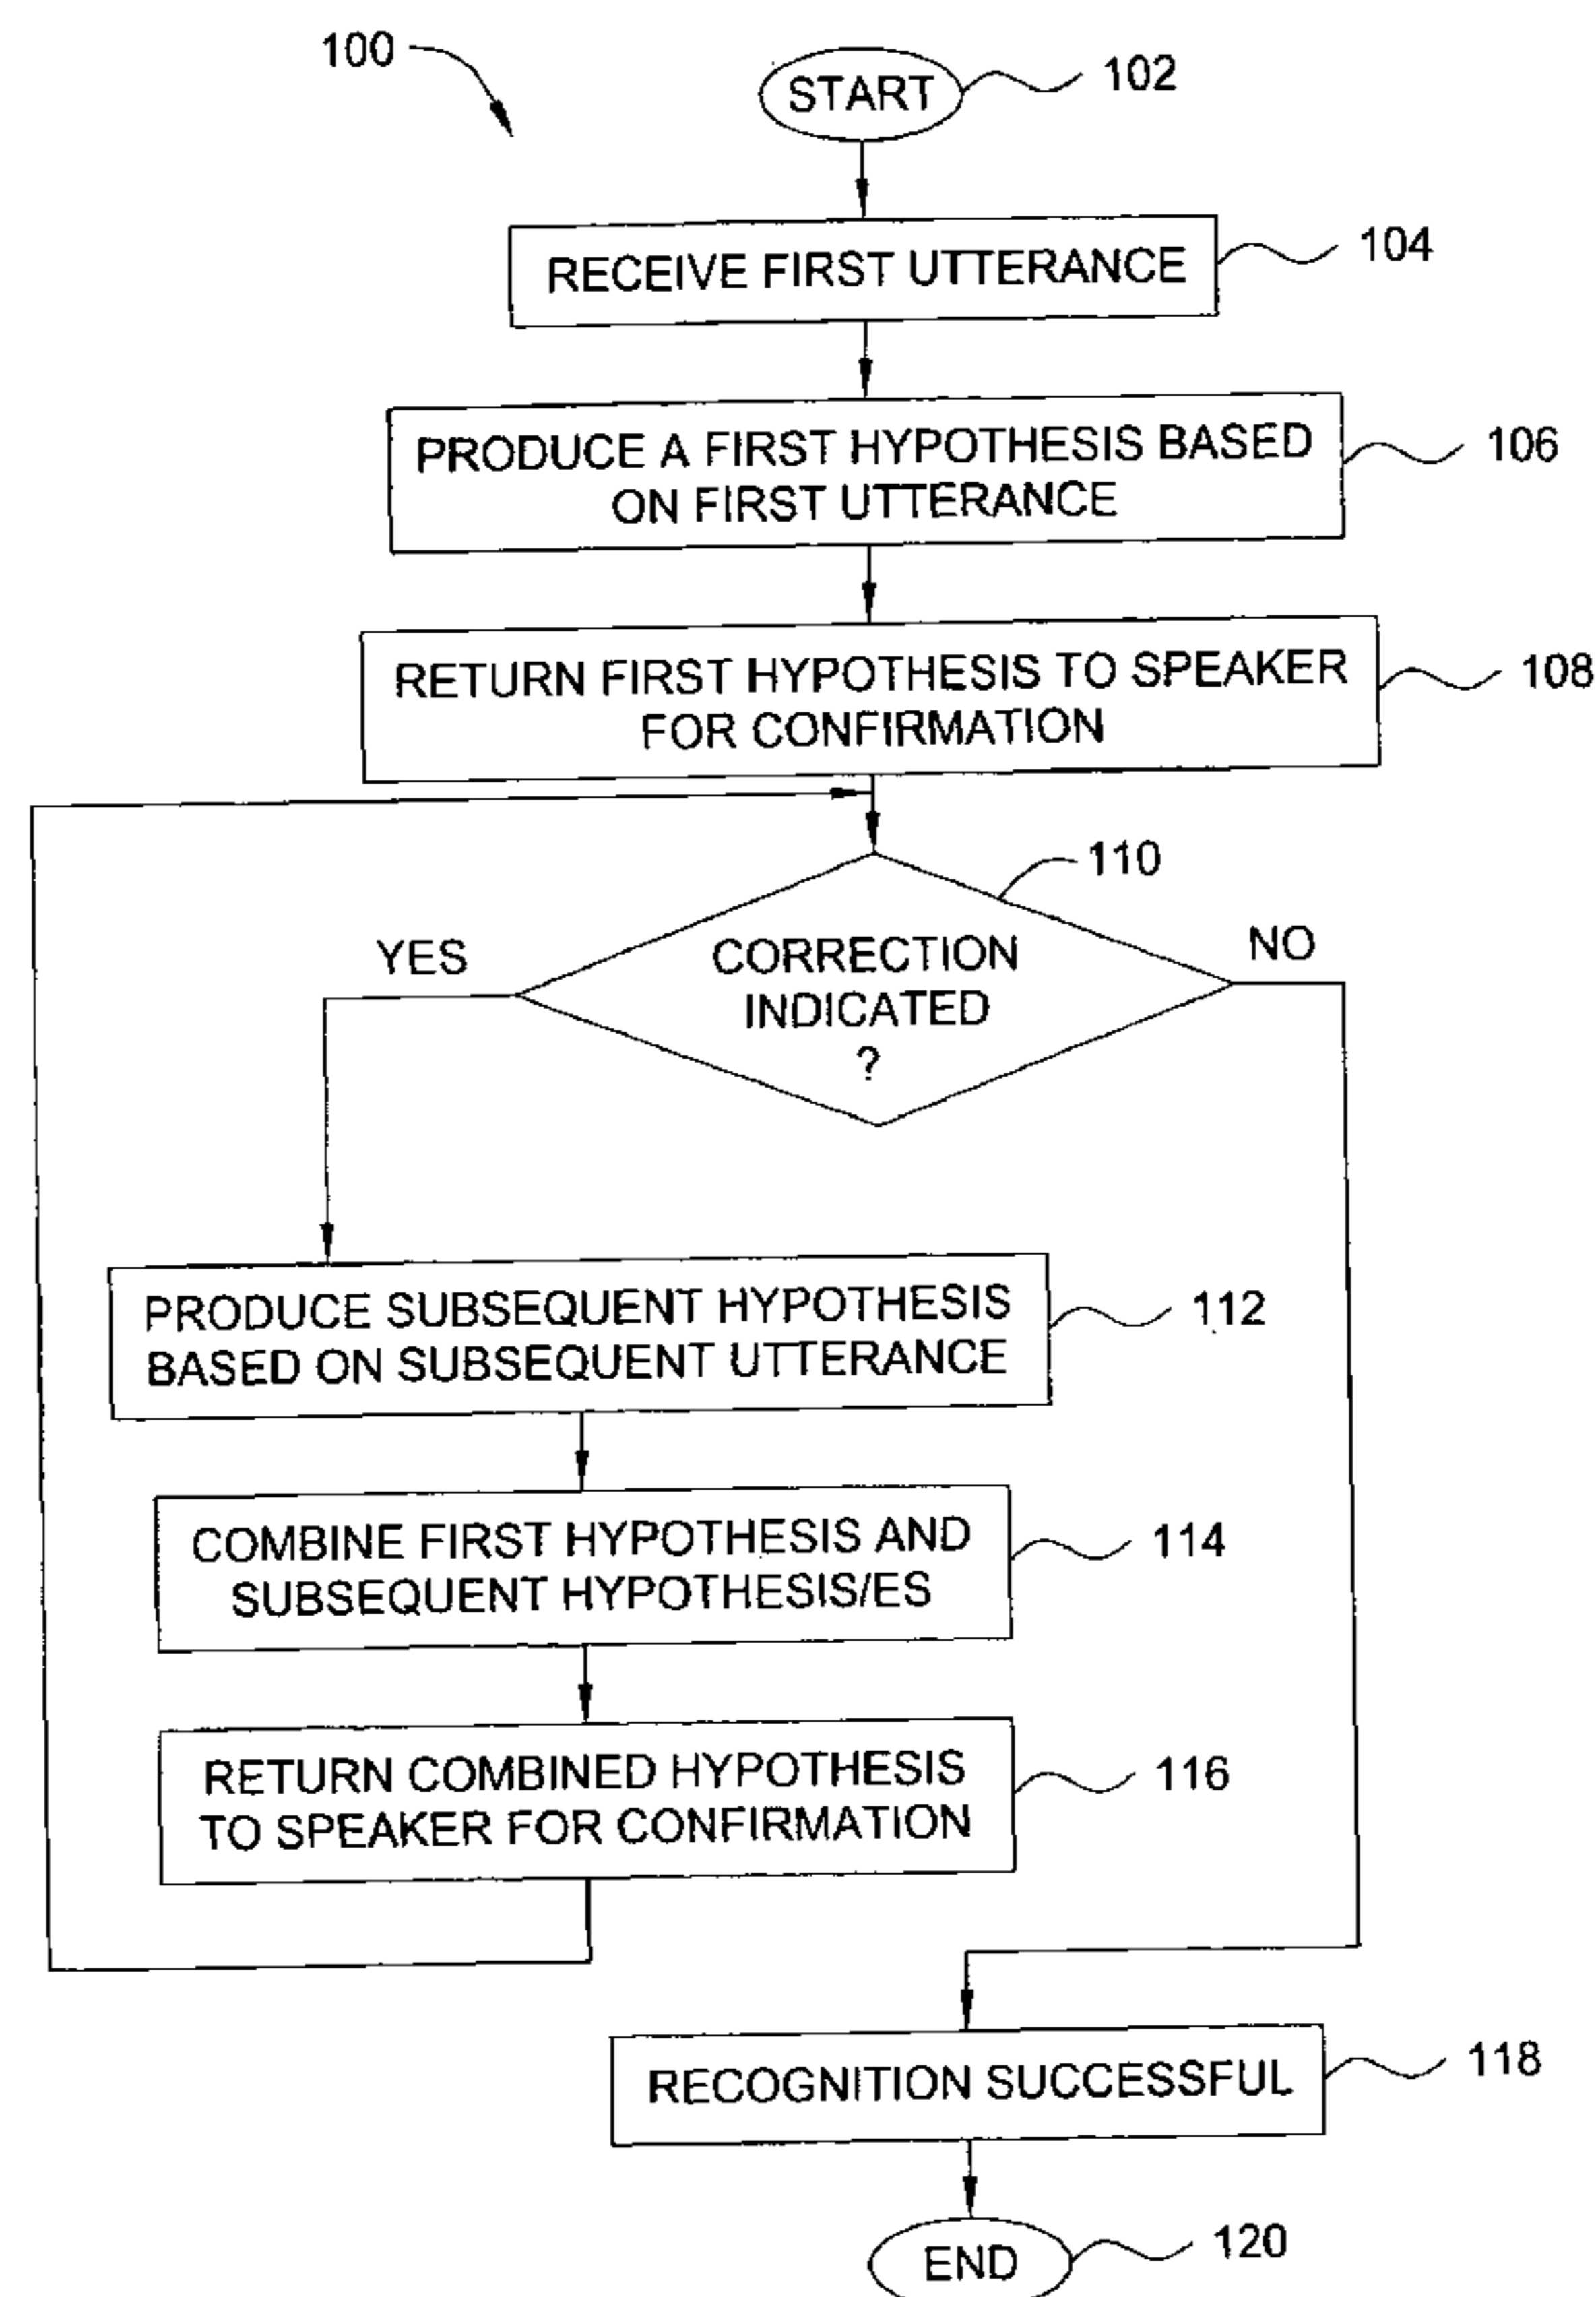 100
START
102
RECEIVE FIRST UTTERANCE
104
PRODUCE A FIRST HYPOTHESIS BASED
ON FIRST UTTERANCE
106
RETURN FIRST HYPOTHESIS TO SPEAKER
FOR CONFIRMATION
108
110
YES
CORRECTION
INDICATED
?
NO
PRODUCE SUBSEQUENT HYPOTHESIS
BASED ON SUBSEQUENT UTTERANCE
112
COMBINE FIRST HYPOTHESIS AND
SUBSEQUENT HYPOTHESIS/ES
114
RETURN COMBINED HYPOTHESIS
TO SPEAKER FOR CONFIRMATION
116
RECOGNITION SUCCESSFUL
118
END
120